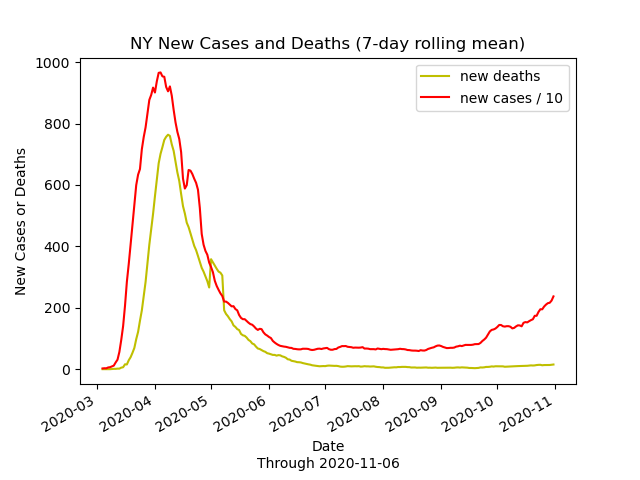 NY New Cases and Deaths (7-day rolling mean)
new deaths
new cases / 10
1000
800
600
400
200
0
New Cases or Deaths
2020-03
2020-04
2020-05
2020-06
2020-07
2020-08
2020-09
2020-10
2020-11
Date
Through 2020-11-06